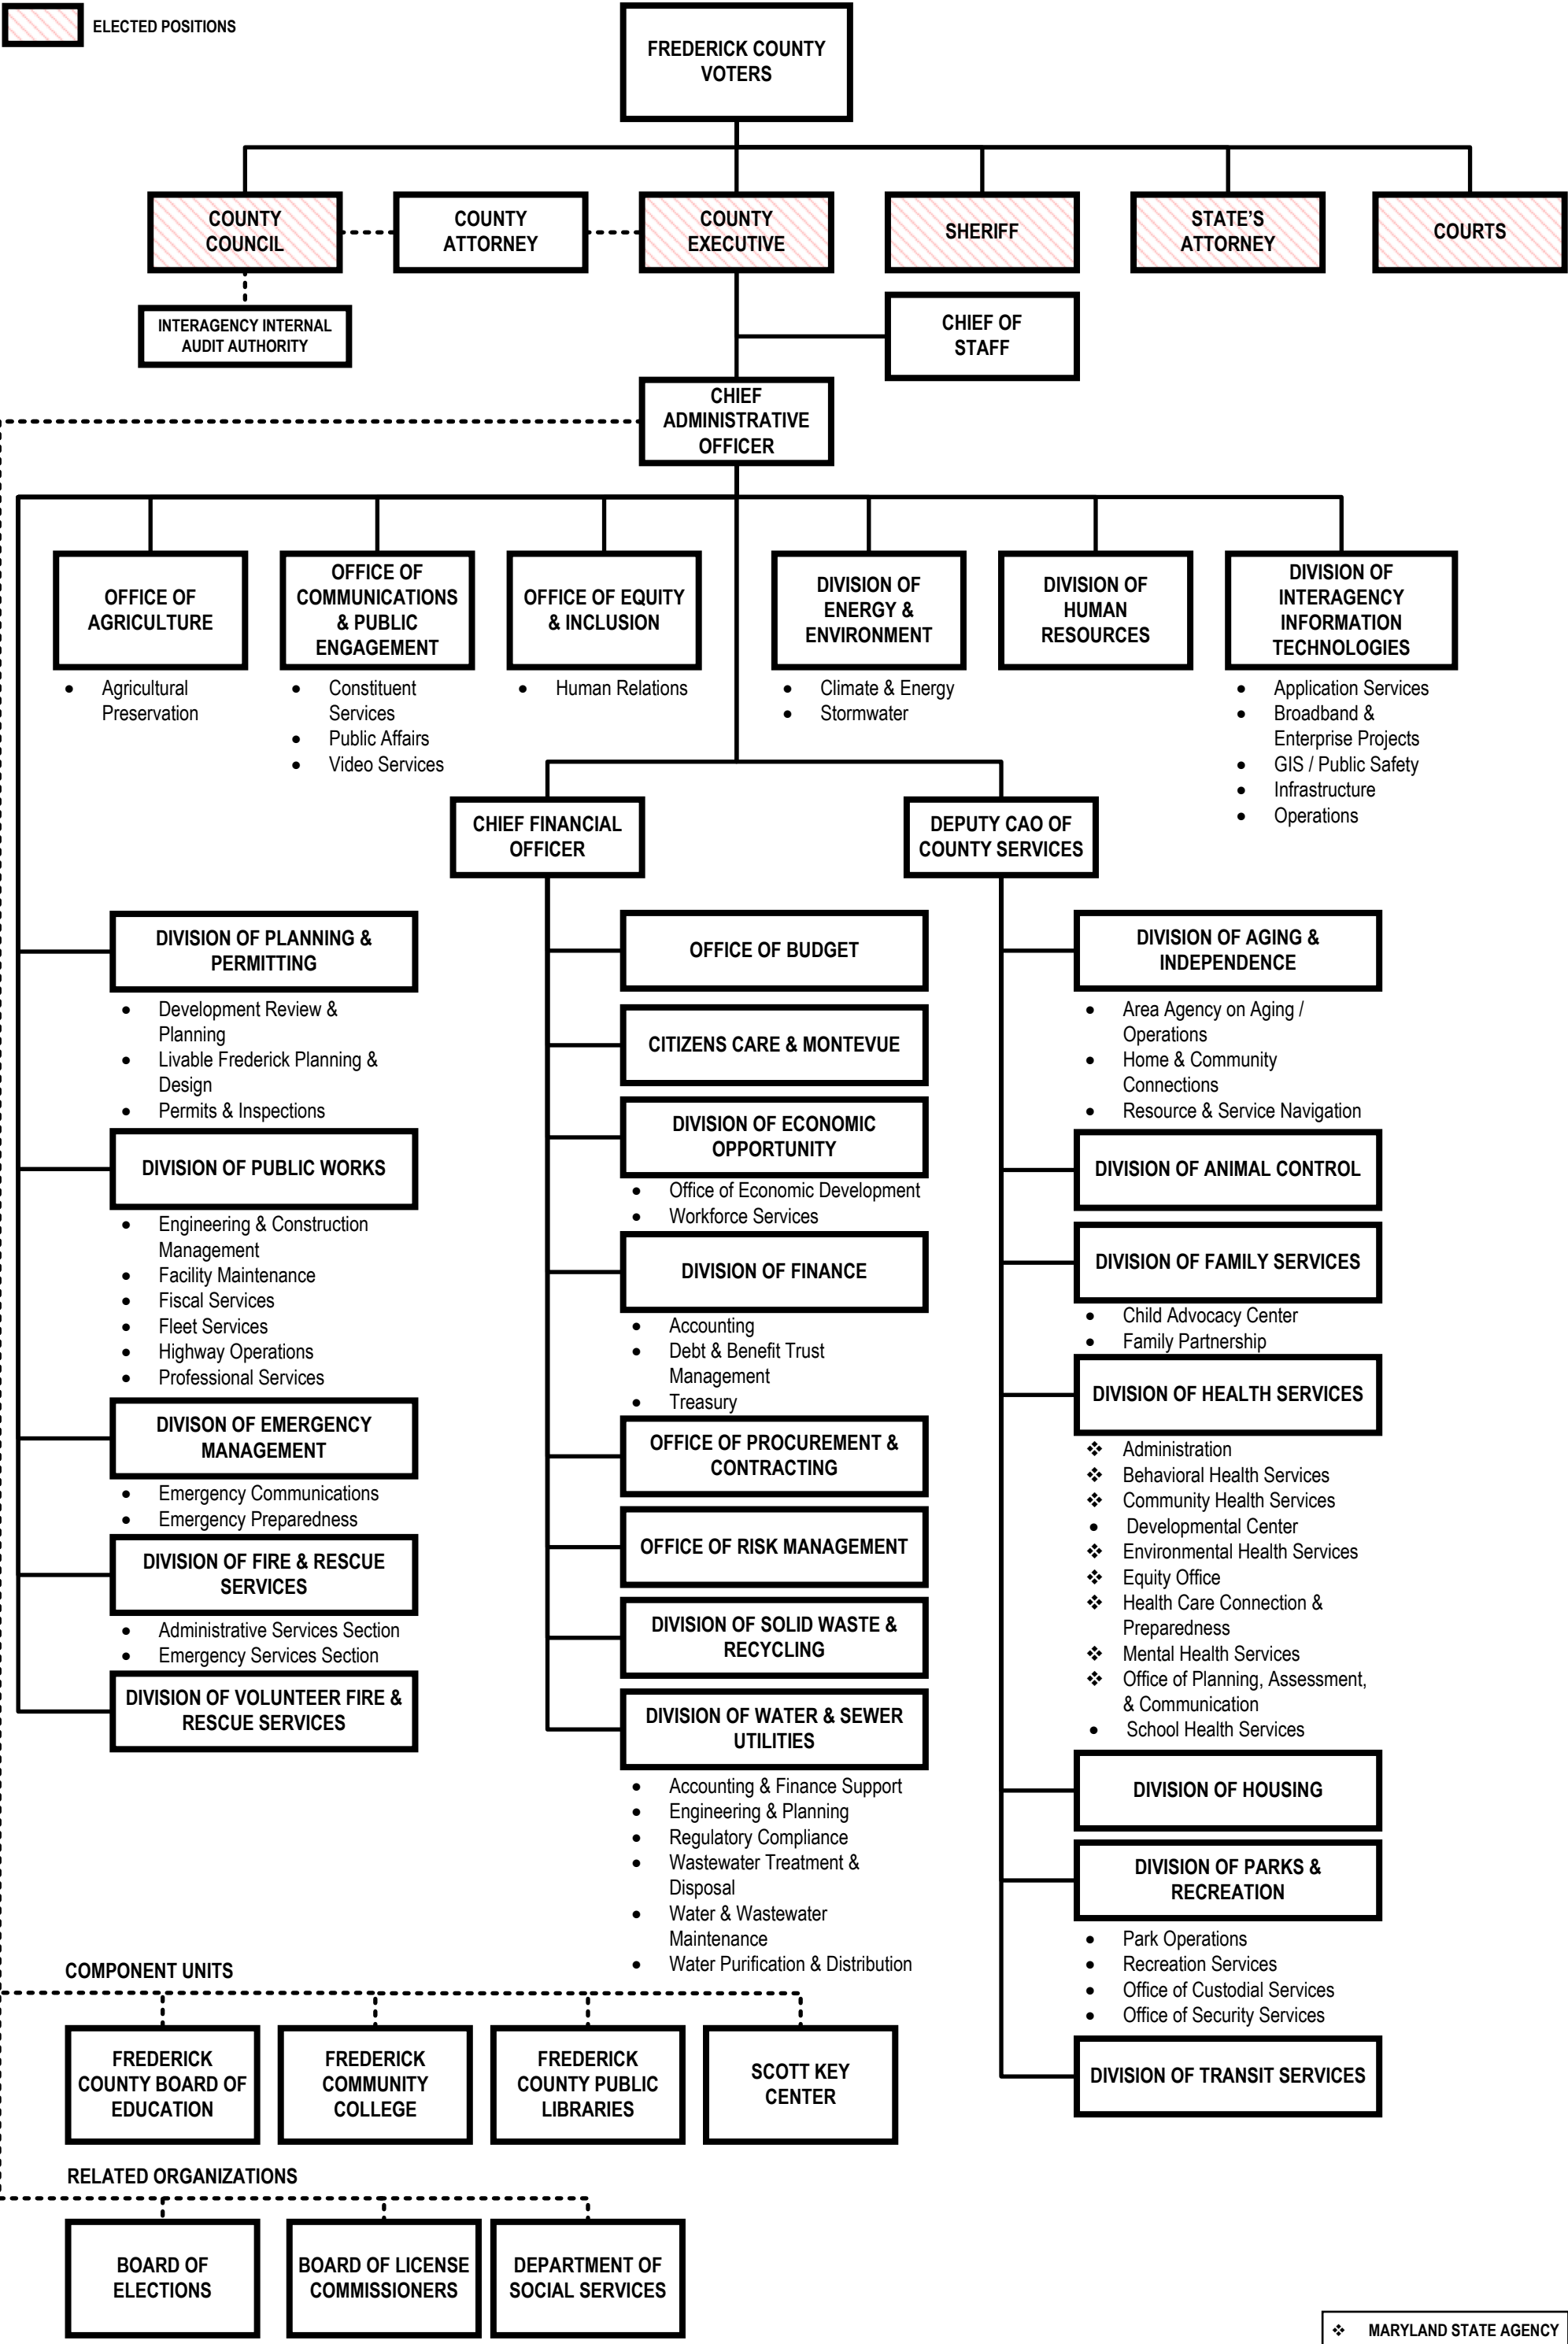 ELECTED POSITIONS
FREDERICK COUNTY
VOTERS
COUNTY
COUNCIL
COUNTY
ATTORNEY
COUNTY
EXECUTIVE
SHERIFF
STATE'S
ATTORNEY
COURTS
INTERAGENCY INTERNAL
AUDIT AUTHORITY
CHIEF OF
STAFF
CHIEF
ADMINISTRATIVE
OFFICER
OFFICE OF
AGRICULTURE
• Agricultural
Preservation
OFFICE OF
COMMUNICATIONS
& PUBLIC
ENGAGEMENT
• Constituent
Services
• Public Affairs
• Video Services
OFFICE OF EQUITY
& INCLUSION
• Human Relations
DIVISION OF
ENERGY &
ENVIRONMENT
• Climate & Energy
• Stormwater
DIVISION OF
HUMAN
RESOURCES
DIVISION OF
INTERAGENCY
INFORMATION
TECHNOLOGIES
• Application Services
• Broadband &
Enterprise Projects
• GIS / Public Safety
• Infrastructure
• Operations
CHIEF FINANCIAL
OFFICER
DEPUTY CAO OF
COUNTY SERVICES
DIVISION OF PLANNING &
PERMITTING
• Development Review &
Planning
• Livable Frederick Planning &
Design
• Permits & Inspections
DIVISION OF PUBLIC WORKS
• Engineering & Construction
Management
• Facility Maintenance
• Fiscal Services
• Fleet Services
• Highway Operations
• Professional Services
DIVISON OF EMERGENCY
MANAGEMENT
• Emergency Communications
• Emergency Preparedness
DIVISION OF FIRE & RESCUE
SERVICES
• Administrative Services Section
• Emergency Services Section
DIVISION OF VOLUNTEER FIRE &
RESCUE SERVICES
OFFICE OF BUDGET
CITIZENS CARE & MONTEVUE
DIVISION OF ECONOMIC
OPPORTUNITY
• Office of Economic Development
• Workforce Services
DIVISION OF FINANCE
• Accounting
• Debt & Benefit Trust
Management
• Treasury
OFFICE OF PROCUREMENT &
CONTRACTING
OFFICE OF RISK MANAGEMENT
DIVISION OF SOLID WASTE &
RECYCLING
DIVISION OF WATER & SEWER
UTILITIES
• Accounting & Finance Support
• Engineering & Planning
• Regulatory Compliance
• Wastewater Treatment &
Disposal
• Water & Wastewater
Maintenance
• Water Purification & Distribution
DIVISION OF AGING &
INDEPENDENCE
• Area Agency on Aging /
Operations
• Home & Community
Connections
• Resource & Service Navigation
DIVISION OF ANIMAL CONTROL
DIVISION OF FAMILY SERVICES
• Child Advocacy Center
• Family Partnership
DIVISION OF HEALTH SERVICES
❖ Administration
❖ Behavioral Health Services
❖ Community Health Services
• Developmental Center
❖ Environmental Health Services
❖ Equity Office
❖ Health Care Connection &
Preparedness
❖ Mental Health Services
❖ Office of Planning, Assessment,
& Communication
• School Health Services
DIVISION OF HOUSING
DIVISION OF PARKS &
RECREATION
• Park Operations
• Recreation Services
• Office of Custodial Services
• Office of Security Services
DIVISION OF TRANSIT SERVICES
COMPONENT UNITS
FREDERICK
COUNTY BOARD OF
EDUCATION
FREDERICK
COMMUNITY
COLLEGE
FREDERICK
COUNTY PUBLIC
LIBRARIES
SCOTT KEY
CENTER
RELATED ORGANIZATIONS
BOARD OF
ELECTIONS
BOARD OF LICENSE
COMMISSIONERS
DEPARTMENT OF
SOCIAL SERVICES
❖ MARYLAND STATE AGENCY